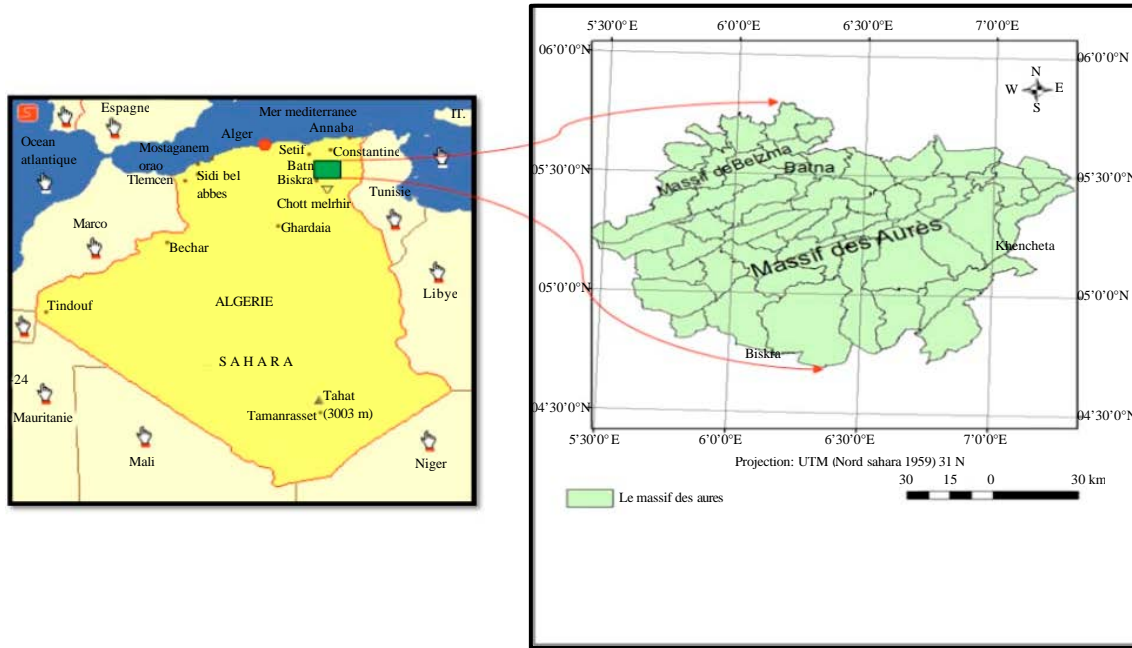 S
Espagne
Mer mediterranee
IT.
Ocean
atlantique
Alger
Annaba
Mostaganem
orao
Setif
Constantine
Tlemcen
Sidi bel
abbes
Batn
Biskra
Tunisie
Chott melrhir
Marco
Ghardaia
Bechar
Libye
Tindouf
ALGERIE
SAHARA
24
Tahat
Tamanrasset (3003 m)
Mauritanie
Mali
Niger
5’30’0”E 6’0’0”E 6’30’0”E 7’0’0”E
06’0’0”N 06’0’0”N
N
W E
S
Massif de Belzma
Batna
05’30’0”N 05’30’0”N
Khencheta
Massif des Aurès
05’0’0”N 05’0’0”N
Biskra
04’30’0”N 04’30’0”N
5’30’0”E 6’0’0”E 6’30’0”E 7’0’0”E
Projection: UTM (Nord sahara 1959) 31 N
Le massif des aures
30 15 0 30 km